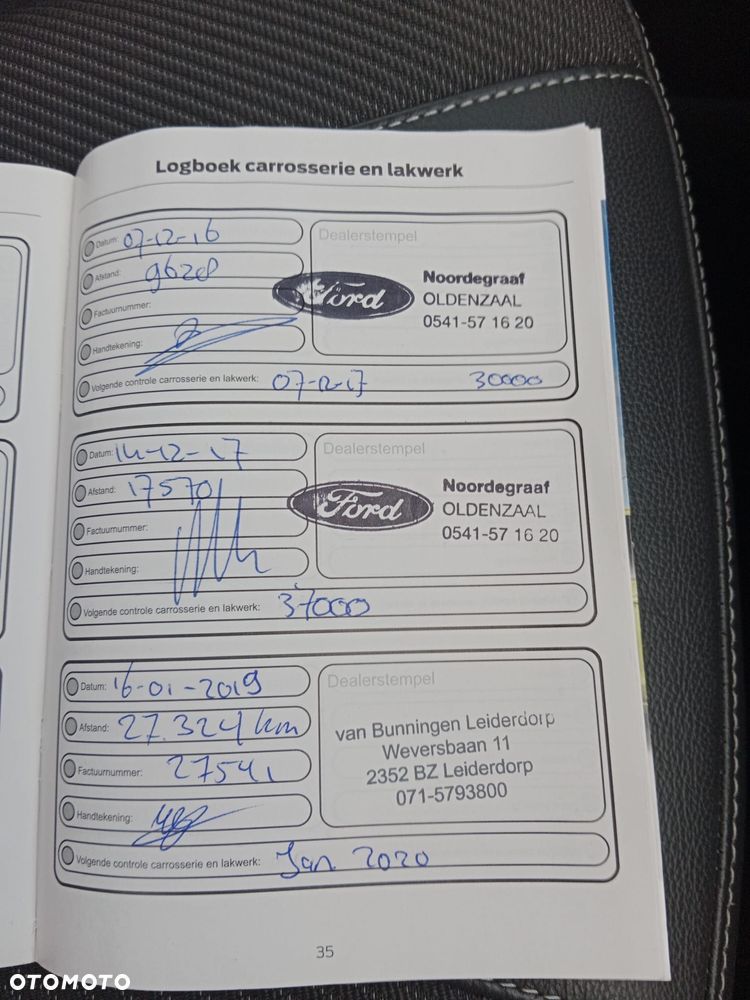 Logboek carrosserie en lakwerk
Datum: 07-12-16
Dealerstempel
Afstand: 9628
Ford
Noordegraaf
OLDENZAAL
0541-57 16 20
Factuurnummer:
Handtekening:
Volgende controle carrosserie en lakwerk: 07-12-17 30000
Datum: 14-12-17
Dealerstempel
Afstand: 17570
Ford
Noordegraaf
OLDENZAAL
0541-57 16 20
Factuurnummer:
Handtekening:
Volgende controle carrosserie en lakwerk: 37000
Datum: 16-01-2019
Dealerstempel
Afstand: 27.324 km
van Bunningen Leiderdorp
Weversbaan 11
2352 BZ Leiderdorp
071-5793800
Factuurnummer: 27541
Handtekening:
Volgende controle carrosserie en lakwerk: Jan 2020
35
OTOMOTO